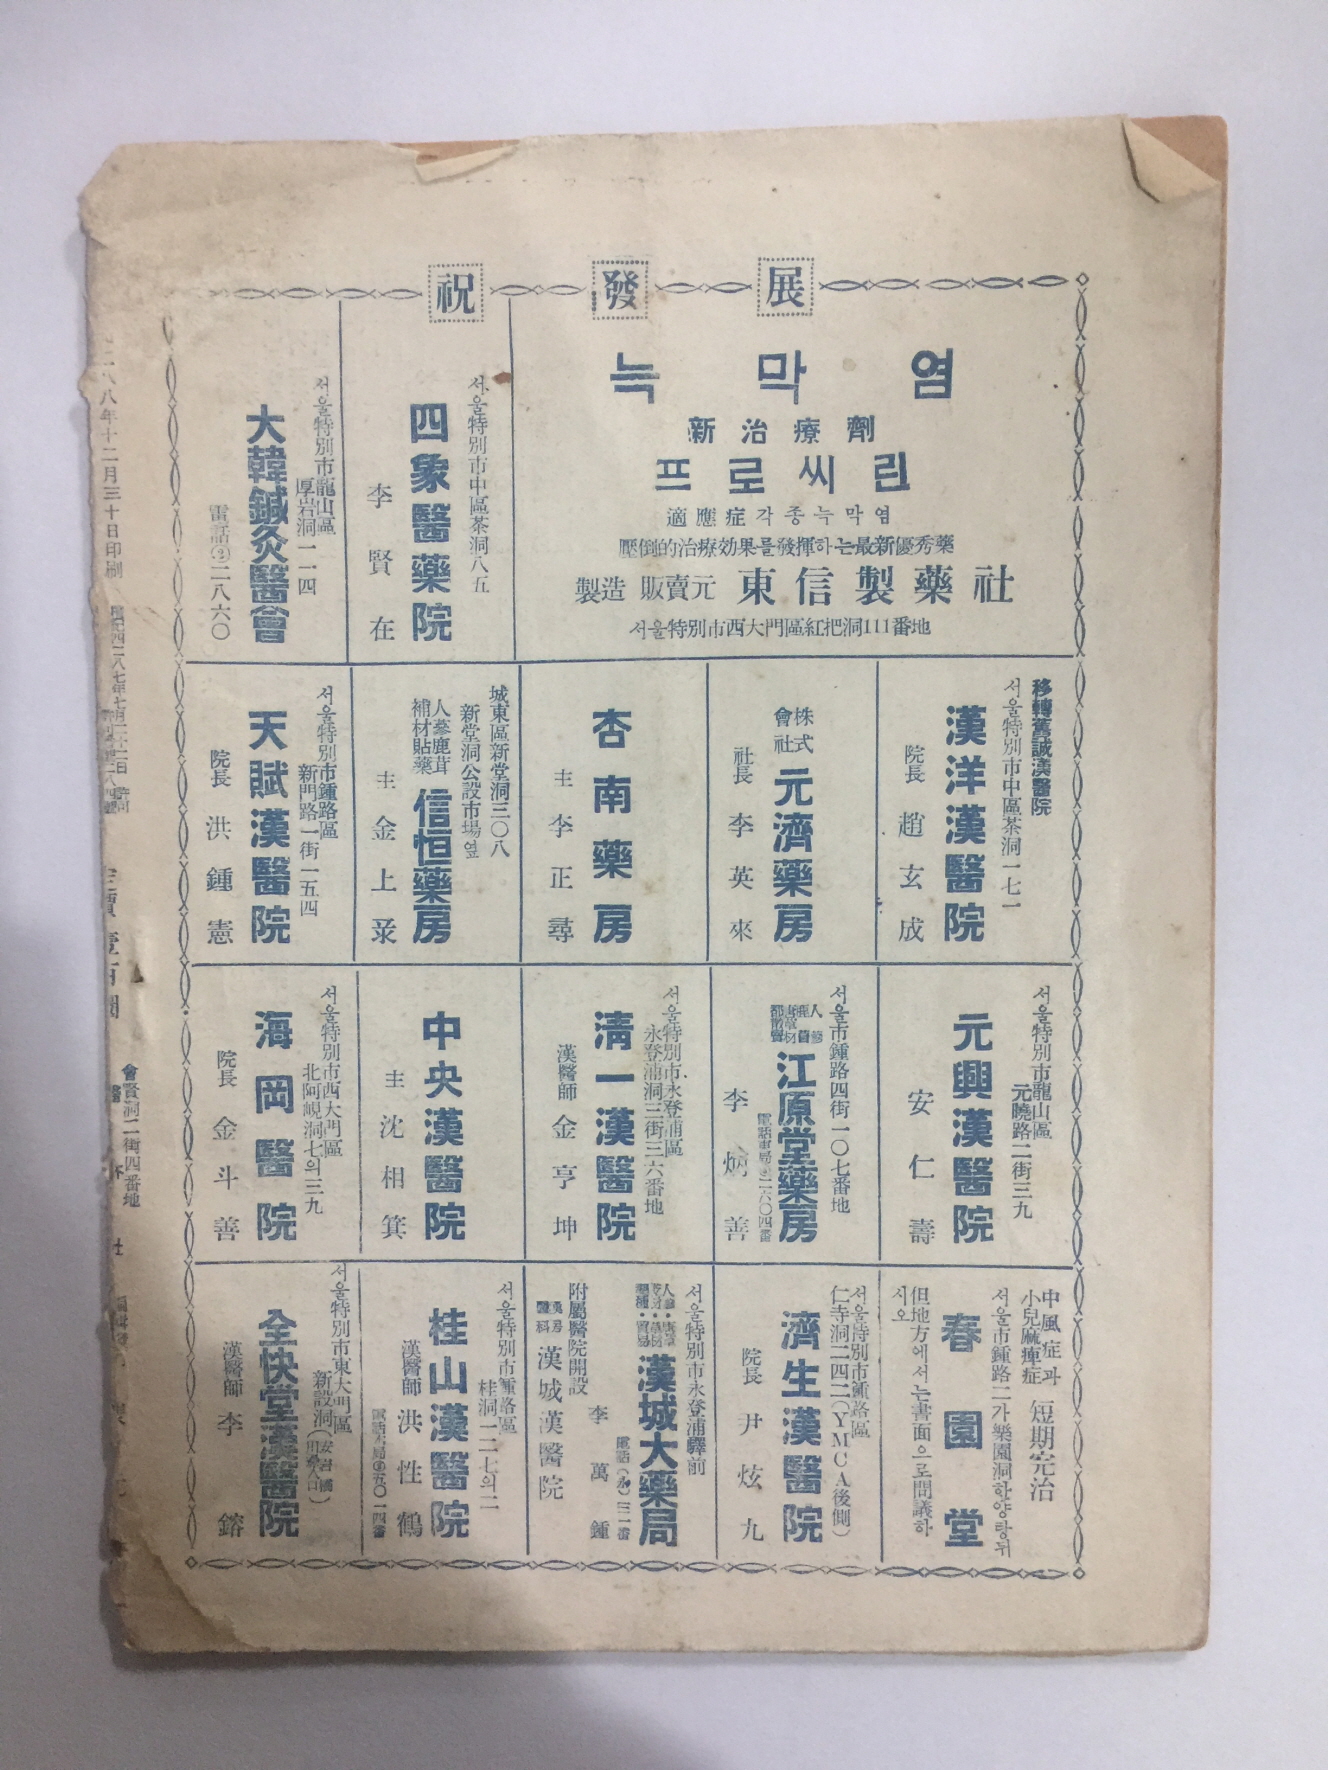 祝發展
늑막염
新治療劑
프로씨린
適應症각종늑막염
壓倒的治療効果를發揮하는最新優秀藥
製造 販賣元 東信製藥社
서울特別市西大門區紅把洞111番地
서울特別市中區茶洞八五
四象醫藥院
李賢在
서울特別市龍山區
厚岩洞一一四
大韓鍼灸醫會
電話③二八六〇
移轉舊誠漢醫院
서울特別市中區茶洞一七一
漢洋漢醫院
院長 趙玄成
株式會社
元濟藥房
社長 李英來
杏南藥房
主 李正尋
城東區新堂洞三〇八
新堂洞公設市場옆
人蔘鹿茸
補材貼藥
信恒藥房
主 金上
서울特別市鍾路區
新門路一街一五四
天賦漢醫院
院長 洪鍾憲
서울特別市龍山區
元曉路二街三九
元興漢醫院
安仁壽
서울市鍾路四街一〇七番地
江原堂藥房
李炳善
서울特別市永登浦區
永登浦洞三街三六番地
淸一漢醫院
漢醫師 金亨坤
中央漢醫院
主 沈相箕
서울特別市西大門區
北阿峴洞七의三九
海岡醫院
院長 金斗善
中風症과
小兒麻痺症 短期完治
서울市鍾路二가樂園洞한양탕뒤
春園堂
但地方에서는書面으로問議하
시오
서울特別市鍾路區
仁寺洞二四二(YMCA後側)
濟生漢醫院
院長 尹炫九
서울特別市永登浦驛前
漢城大藥局
電話(永)三一番
李萬鍾
附屬醫院開設
漢城漢醫院
서울特別市鍾路區
桂洞一二七의二
桂山漢醫院
漢醫師 洪性鶴
서울特別市東大門區
新設洞
全快堂漢醫院
漢醫師 李鎔
八八年十二月三十日印刷
會賢洞二街四番地